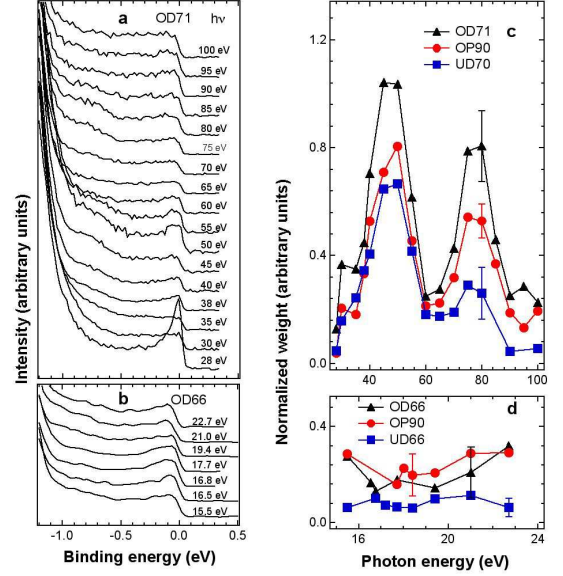 a OD71 hν
100 eV
95 eV
90 eV
85 eV
80 eV
75 eV
70 eV
65 eV
60 eV
55 eV
50 eV
45 eV
40 eV
38 eV
35 eV
30 eV
28 eV
Intensity (arbitrary units)
b OD66
22.7 eV
21.0 eV
19.4 eV
17.7 eV
16.8 eV
16.5 eV
15.5 eV
-1.0 -0.5 0.0 0.5
Binding energy (eV)
OD71 c
OP90
UD70
1.2
0.8
0.4
0.0
40 60 80 100
Normalized weight (arbitrary units)
OD66 d
OP90
UD66
0.4
0.0
16 20 24
Photon energy (eV)